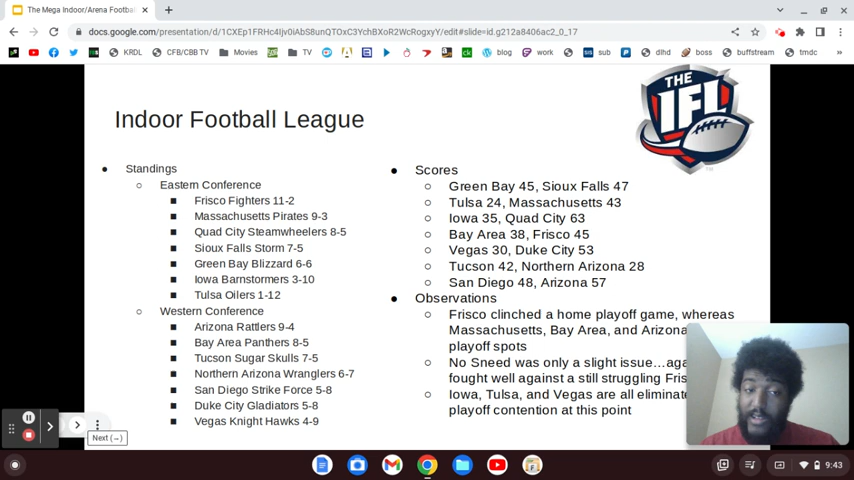 The Mega Indoor/Arena Footbal
docs.google.com/presentation/d/1CXEp1FRHc4Ijv0iAbS8unQTOxC3YchBXoR2WcRogxyY/edit#slide=id.g212a8406ac2_0_17
KRDL
CFB/CBB TV
Movies
TV
blog
work
sub
dlhd
boss
buffstream
tmdc
THE
IFL
Indoor Football League
Standings
Eastern Conference
Frisco Fighters 11-2
Massachusetts Pirates 9-3
Quad City Steamwheelers 8-5
Sioux Falls Storm 7-5
Green Bay Blizzard 6-6
Iowa Barnstormers 3-10
Tulsa Oilers 1-12
Western Conference
Arizona Rattlers 9-4
Bay Area Panthers 8-5
Tucson Sugar Skulls 7-5
Northern Arizona Wranglers 6-7
San Diego Strike Force 5-8
Duke City Gladiators 5-8
Vegas Knight Hawks 4-9
Scores
Green Bay 45, Sioux Falls 47
Tulsa 24, Massachusetts 43
Iowa 35, Quad City 63
Bay Area 38, Frisco 45
Vegas 30, Duke City 53
Tucson 42, Northern Arizona 28
San Diego 48, Arizona 57
Observations
Frisco clinched a home playoff game, whereas
Massachusetts, Bay Area, and Arizona
playoff spots
No Sneed was only a slight issue…aga
fought well against a still struggling Fris
Iowa, Tulsa, and Vegas are all eliminate
playoff contention at this point
Next (→)
9:43